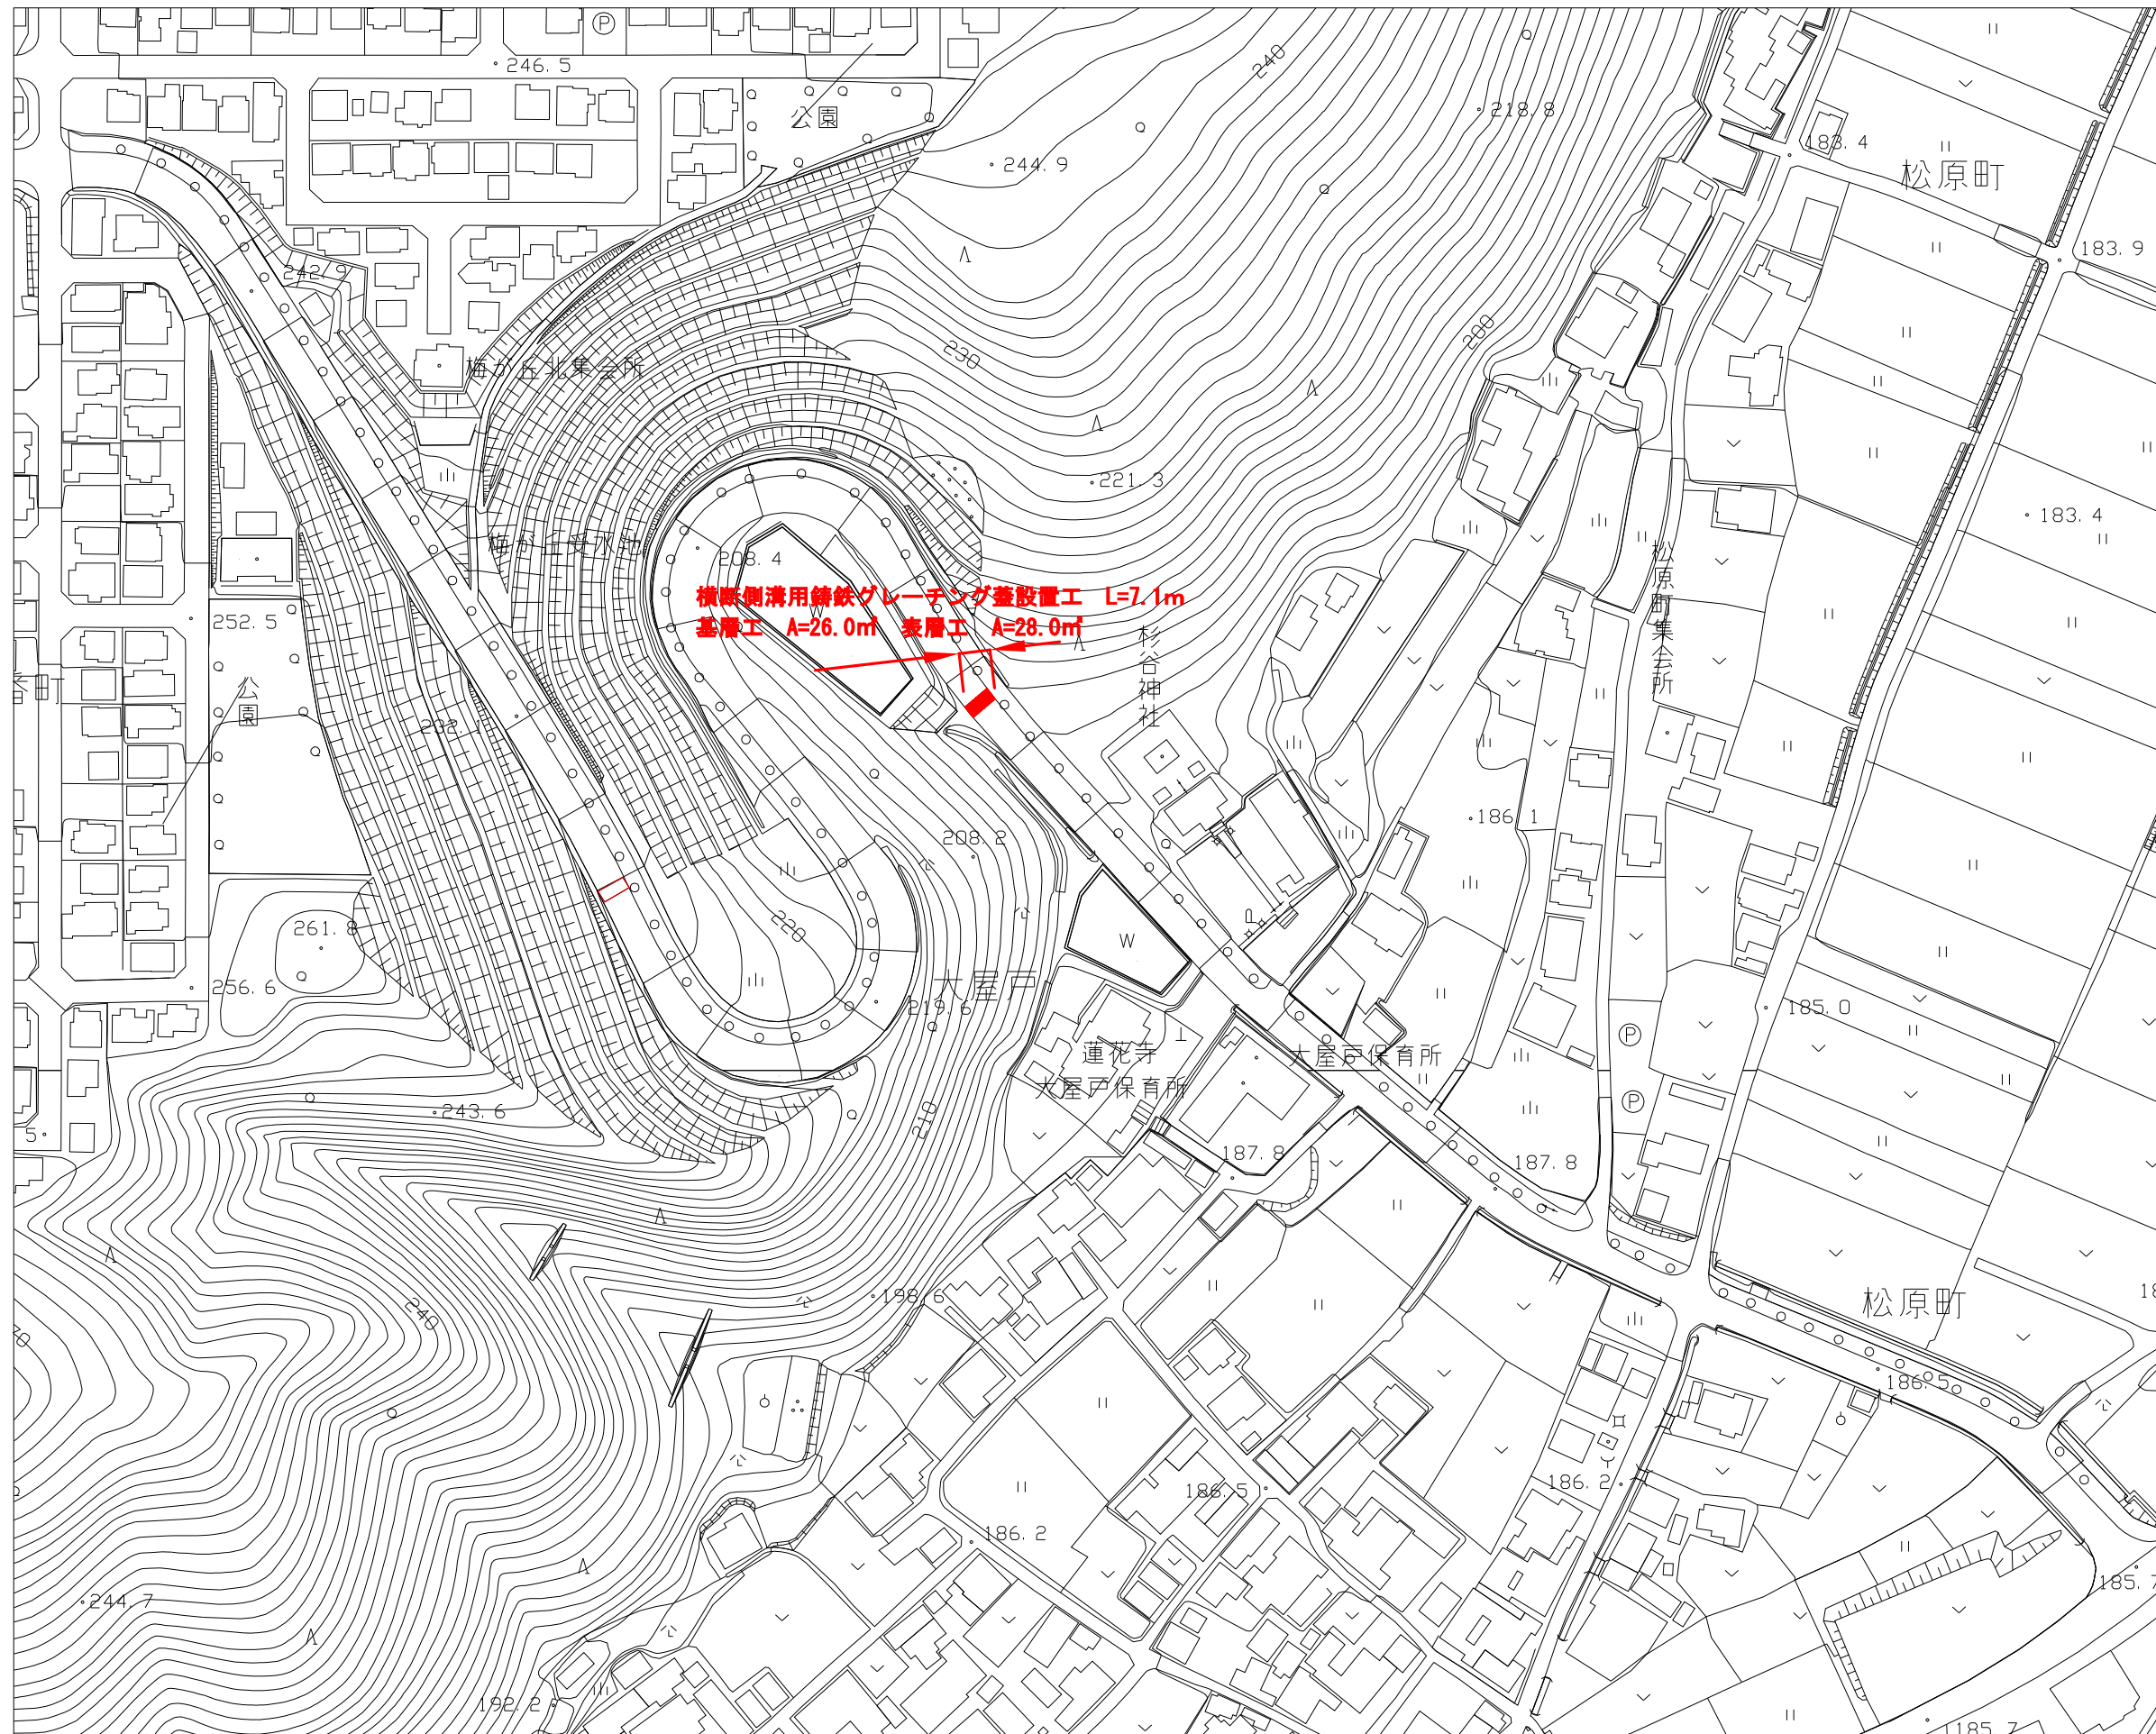 246.5
公園
240
218.8
183.4
松原町
244.9
183.9
242.9
230
200
梅が丘北集会所
221.3
183.4
梅が丘受水池
208.4
松原町集会所
横断側溝用鋳鉄グレーチング蓋設置工 L=7.1m
W
基層工 A=26.0㎡ 表層工 A=28.0㎡
252.5
杉谷神社
公園
232.1
186.1
208.2
220
261.8
W
256.6
大屋戸
219.6
185.0
P
蓮花寺
大屋戸保育所
大屋戸保育所
P
243.6
210
5.
187.8
187.8
198.6
松原町
240
186.5
186.2
186.5
186.2
244.7
185.7
192.2
185.7